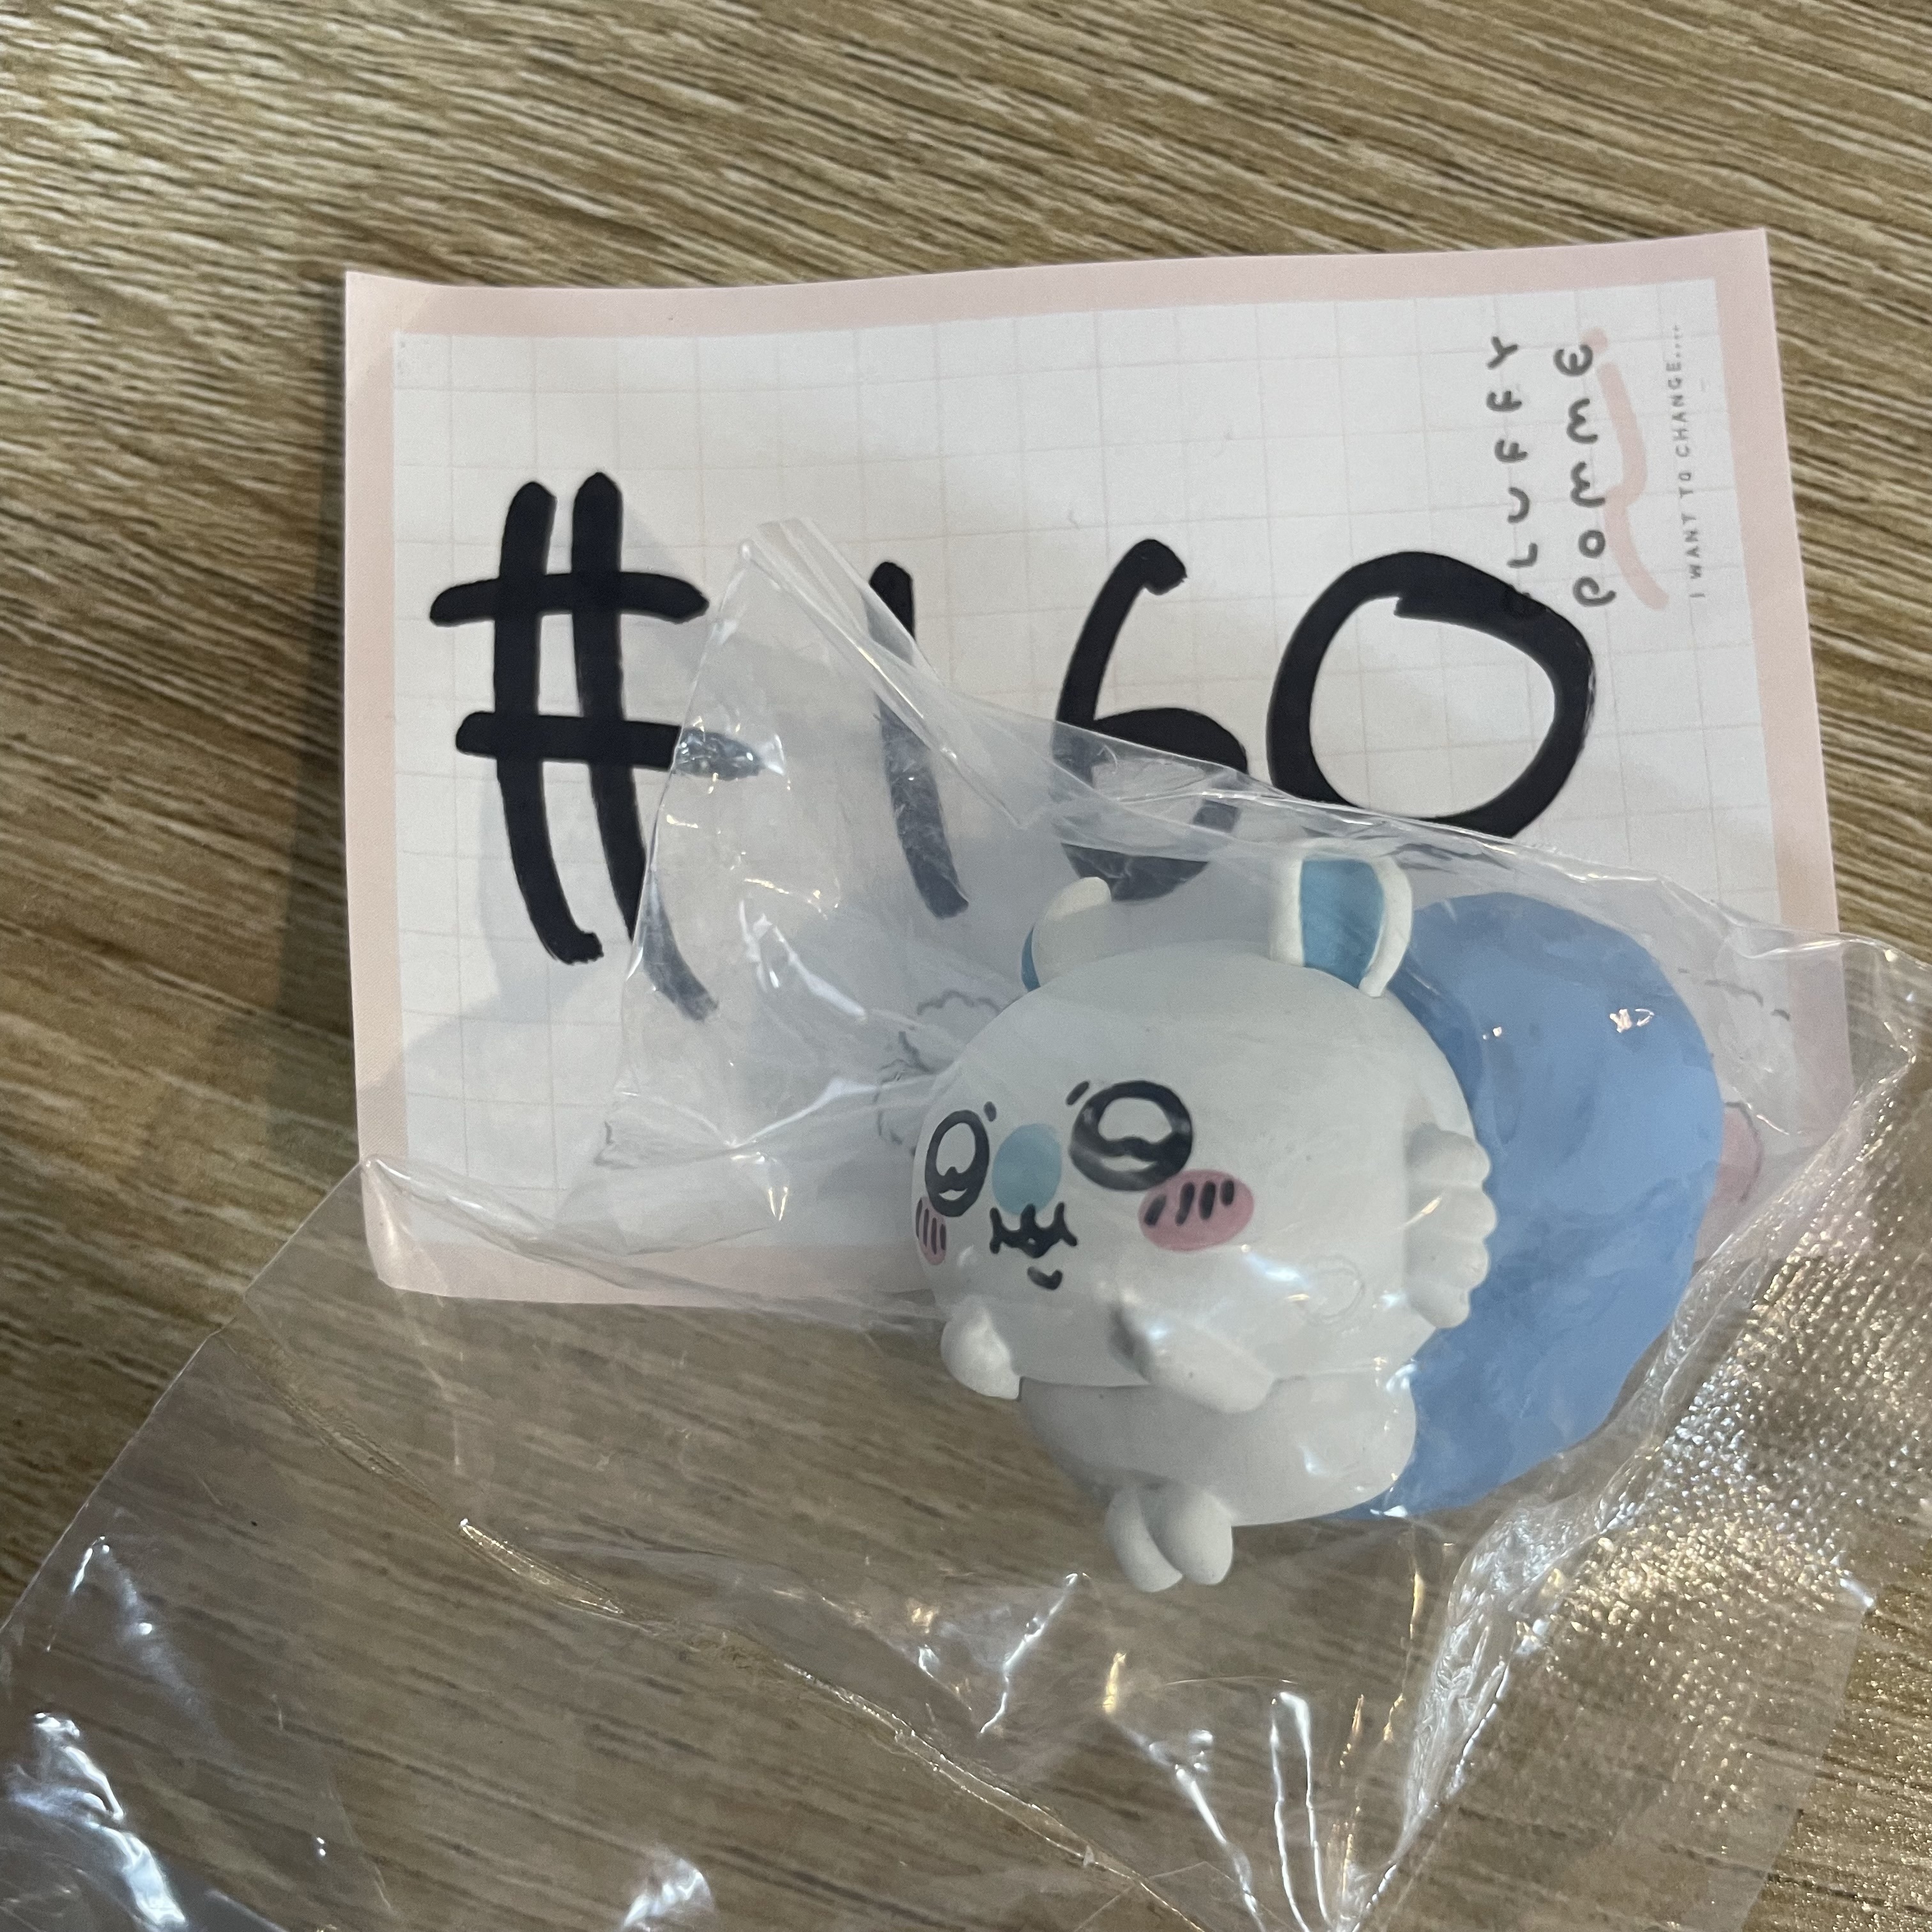 #160
FLUFFY
pomme
I WANT TO CHANGE....